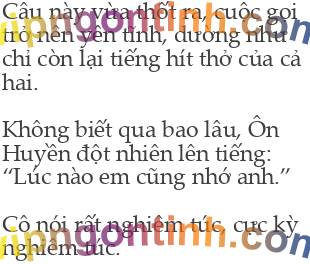 Câu này vừa thốt ra, cuộc gọi
trở nên yên tĩnh, dường như
chỉ còn lại tiếng hít thở của cả
hai.
Không biết qua bao lâu, Ôn
Huyền đột nhiên lên tiếng:
“Lúc nào em cũng nhớ anh.”
Cô nói rất nghiêm túc, cực kỳ
nghiêm túc.
vipngontinh.com
vipngontinh.com